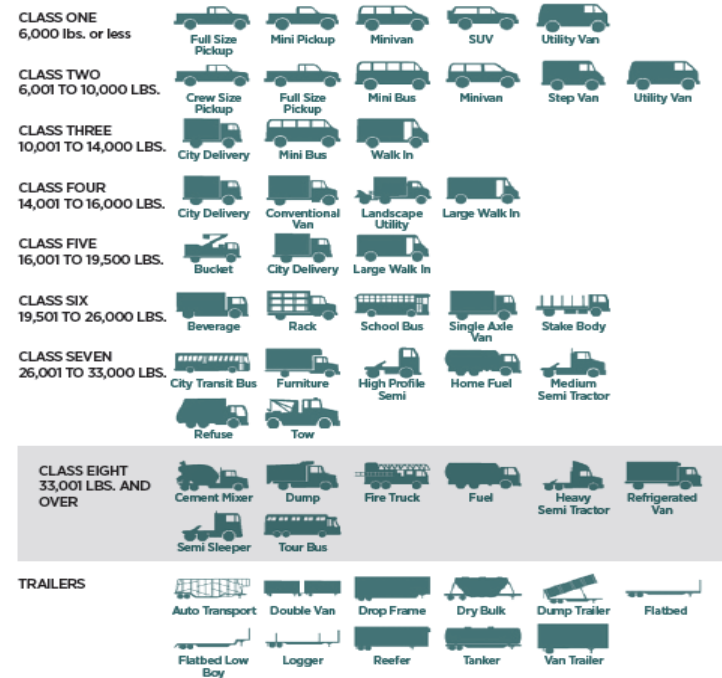 CLASS ONE
6,000 lbs. or less
Full Size
Pickup
Mini Pickup
Minivan
SUV
Utility Van
CLASS TWO
6,001 TO 10,000 LBS.
Crew Size
Pickup
Full Size
Pickup
Mini Bus
Minivan
Step Van
Utility Van
CLASS THREE
10,001 TO 14,000 LBS.
City Delivery
Mini Bus
Walk In
CLASS FOUR
14,001 TO 16,000 LBS.
City Delivery
Conventional
Van
Landscape
Utility
Large Walk In
CLASS FIVE
16,001 TO 19,500 LBS.
Bucket
City Delivery
Large Walk In
CLASS SIX
19,501 TO 26,000 LBS.
Beverage
Rack
School Bus
Single Axle
Van
Stake Body
CLASS SEVEN
26,001 TO 33,000 LBS.
City Transit Bus
Furniture
High Profile
Semi
Home Fuel
Medium
Semi Tractor
Refuse
Tow
CLASS EIGHT
33,001 LBS. AND
OVER
Cement Mixer
Dump
Fire Truck
Fuel
Heavy
Semi Tractor
Refrigerated
Van
Semi Sleeper
Tour Bus
TRAILERS
Auto Transport
Double Van
Drop Frame
Dry Bulk
Dump Trailer
Flatbed
Flatbed Low
Boy
Logger
Reefer
Tanker
Van Trailer